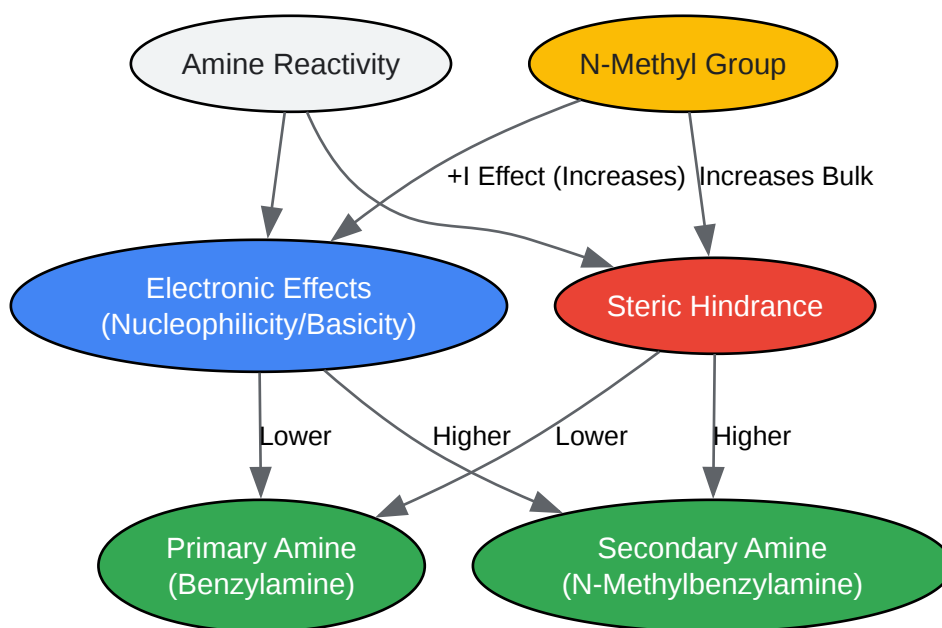 Amine Reactivity
N-Methyl Group
+I Effect (Increases)
Increases Bulk
Electronic Effects
(Nucleophilicity/Basicity)
Steric Hindrance
Lower
Higher
Lower
Higher
Primary Amine
(Benzylamine)
Secondary Amine
(N-Methylbenzylamine)